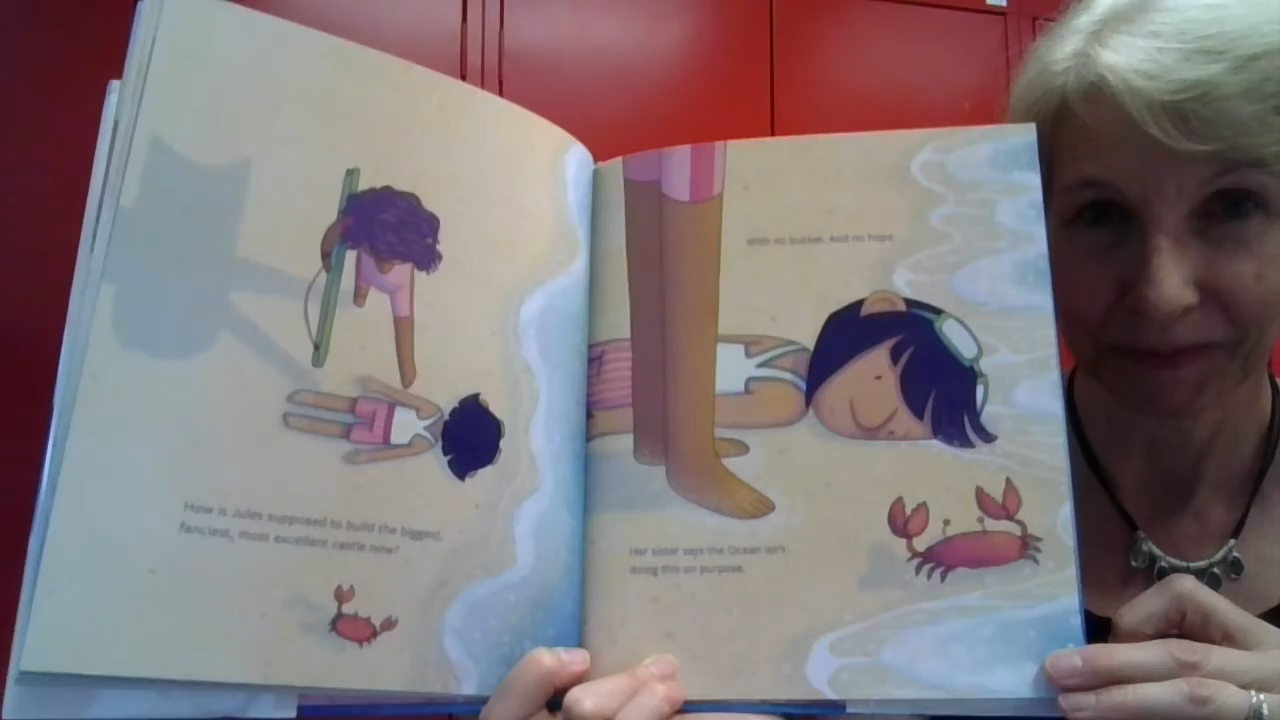 How is Jules supposed to build the biggest,
fanciest, most excellent castle now?
With no bucket. And no hope.
Her sister says the Ocean isn't
doing this on purpose.